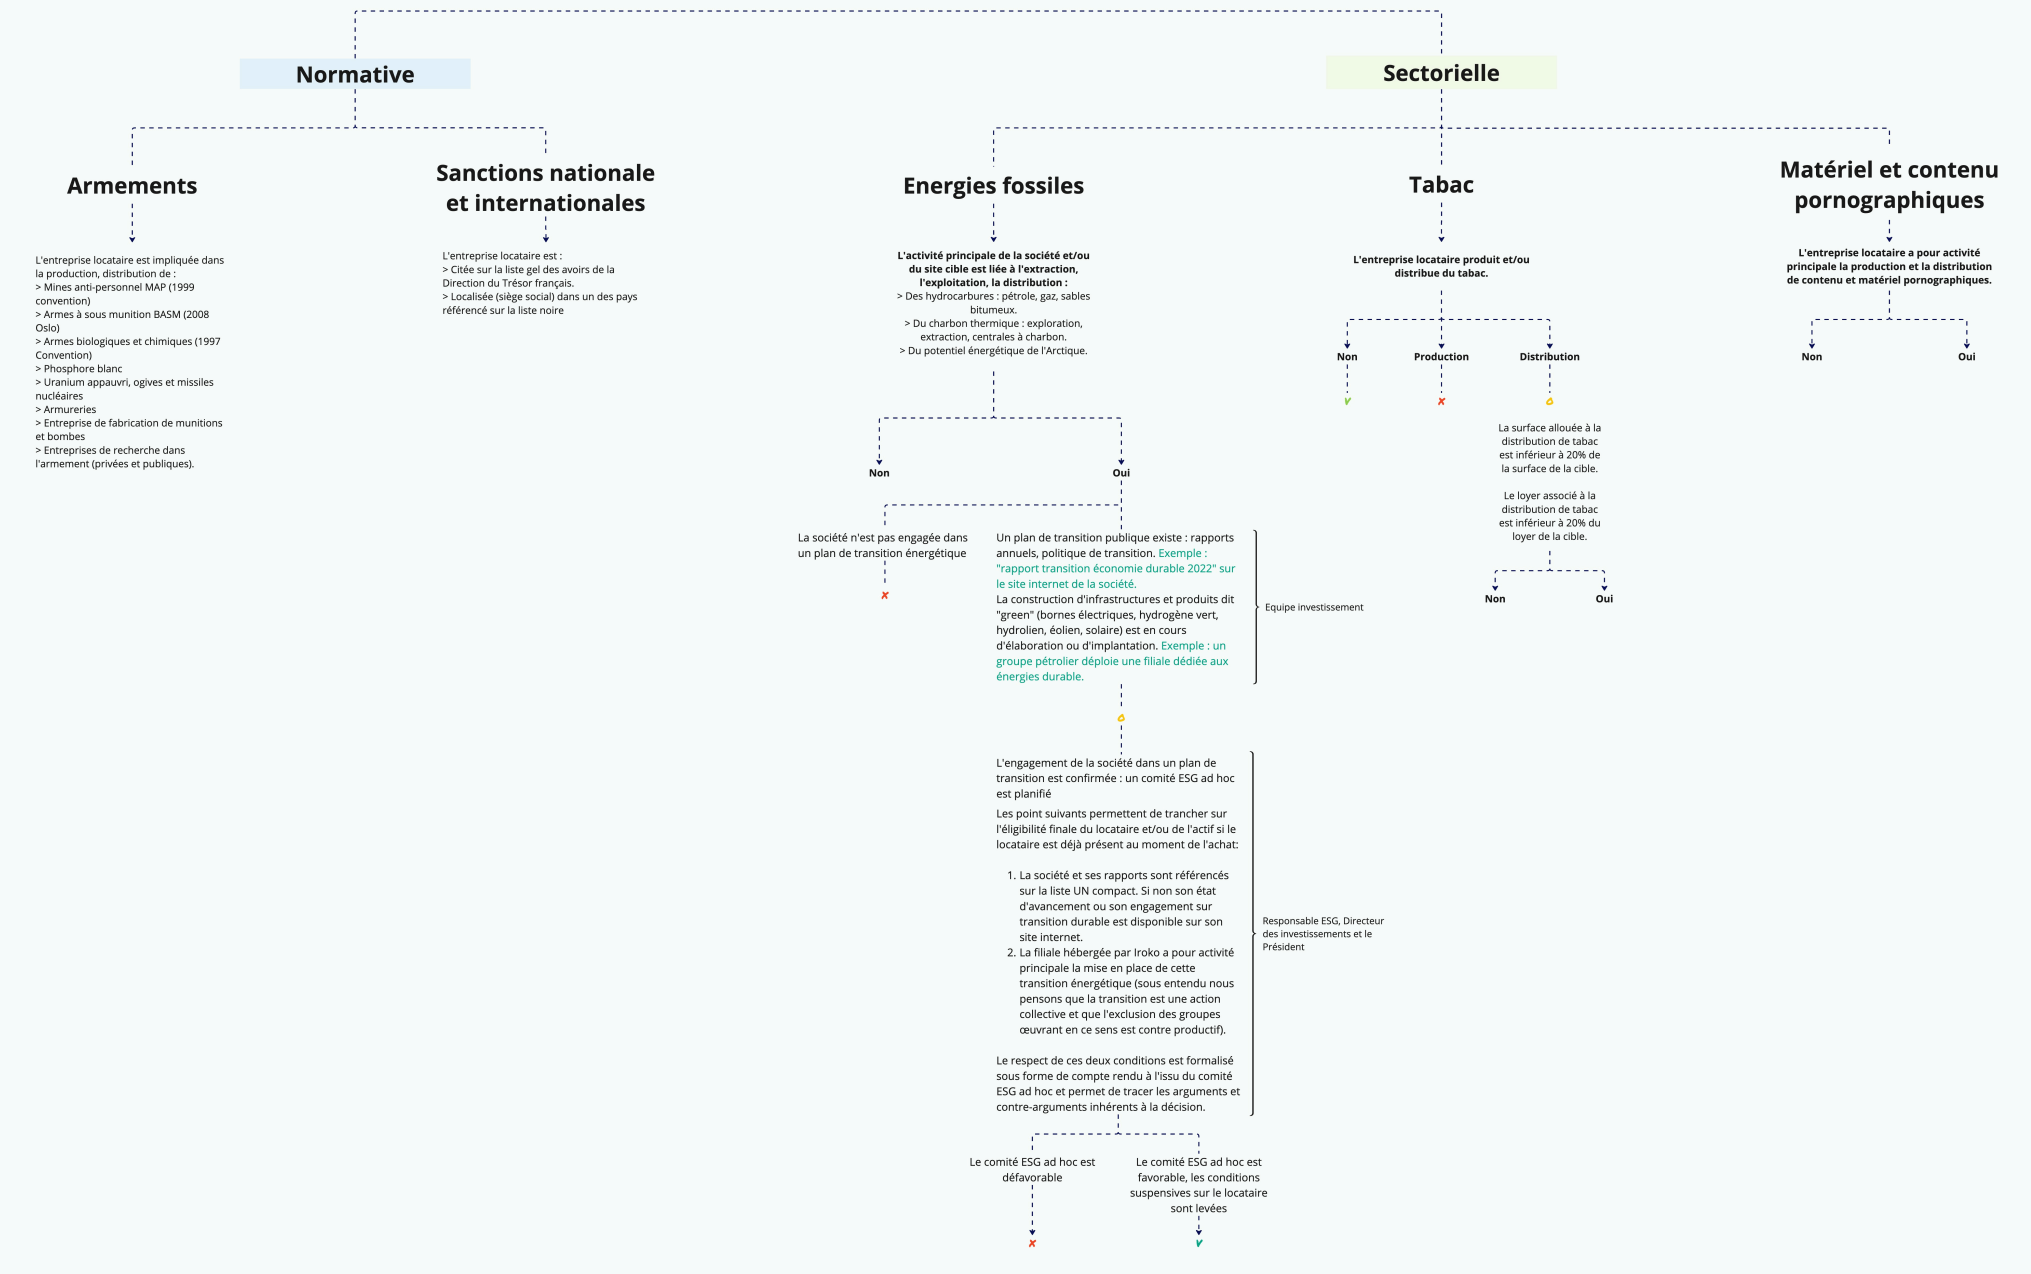 Normative
Sectorielle
Armements
L'entreprise locataire est impliquée dans
la production, distribution de :
> Mines anti-personnel MAP (1999
convention)
> Armes à sous munition BASM (2008
Oslo)
> Armes biologiques et chimiques (1997
Convention)
> Phosphore blanc
> Uranium appauvri, ogives et missiles
nucléaires
> Armureries
> Entreprise de fabrication de munitions
et bombes
> Entreprises de recherche dans
l'armement (privées et publiques).
Sanctions nationale
et internationales
L'entreprise locataire est :
> Citée sur la liste gel des avoirs de la
Direction du Trésor français.
> Localisée (siège social) dans un des pays
référencé sur la liste noire
Energies fossiles
L'activité principale de la société et/ou
du site cible est liée à l'extraction,
l'exploitation, la distribution :
> Des hydrocarbures : pétrole, gaz, sables
bitumeux.
> Du charbon thermique : exploration,
extraction, centrales à charbon.
> Du potentiel énergétique de l'Arctique.
Non
Oui
La société n'est pas engagée dans
un plan de transition énergétique
Un plan de transition publique existe : rapports
annuels, politique de transition. Exemple :
"rapport transition économie durable 2022" sur
le site internet de la société.
La construction d'infrastructures et produits dit
"green" (bornes électriques, hydrogène vert,
hydrolien, éolien, solaire) est en cours
d'élaboration ou d'implantation. Exemple : un
groupe pétrolier déploie une filiale dédiée aux
énergies durable.
Equipe investissement
L'engagement de la société dans un plan de
transition est confirmée : un comité ESG ad hoc
est planifié
Les point suivants permettent de trancher sur
l'éligibilité finale du locataire et/ou de l'actif si le
locataire est déjà présent au moment de l'achat:
1. La société et ses rapports sont référencés
sur la liste UN compact. Si non son état
d'avancement ou son engagement sur
transition durable est disponible sur son
site internet.
2. La filiale hébergée par Iroko a pour activité
principale la mise en place de cette
transition énergétique (sous entendu nous
pensons que la transition est une action
collective et que l'exclusion des groupes
œuvrant en ce sens est contre productif).
Le respect de ces deux conditions est formalisé
sous forme de compte rendu à l'issu du comité
ESG ad hoc et permet de tracer les arguments et
contre-arguments inhérents à la décision.
Responsable ESG, Directeur
des investissements et le
Président
Le comité ESG ad hoc est
défavorable
Le comité ESG ad hoc est
favorable, les conditions
suspensives sur le locataire
sont levées
Tabac
L'entreprise locataire produit et/ou
distribue du tabac.
Non
Production
Distribution
La surface allouée à la
distribution de tabac
est inférieur à 20% de
la surface de la cible.
Le loyer associé à la
distribution de tabac
est inférieur à 20% du
loyer de la cible.
Non
Oui
Matériel et contenu
pornographiques
L'entreprise locataire a pour activité
principale la production et la distribution
de contenu et matériel pornographiques.
Non
Oui